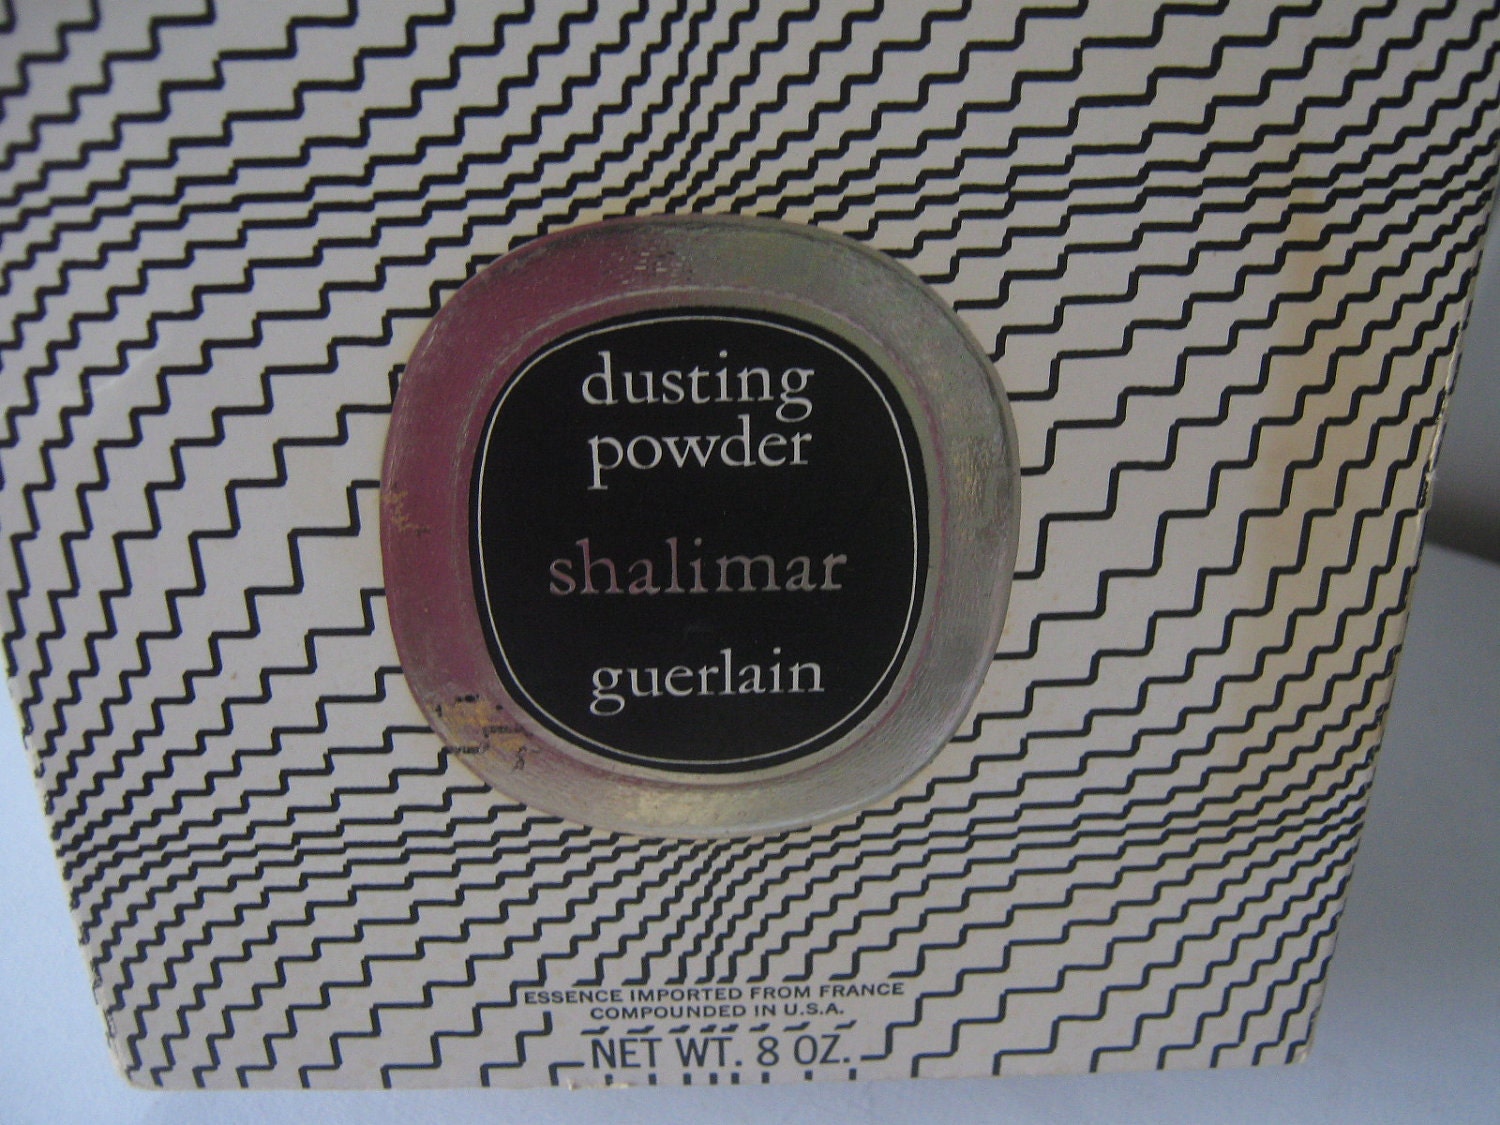 dusting
powder
shalimar
guerlain
ESSENCE IMPORTED FROM FRANCE
COMPOUNDED IN U.S.A.
NET WT. 8 OZ.